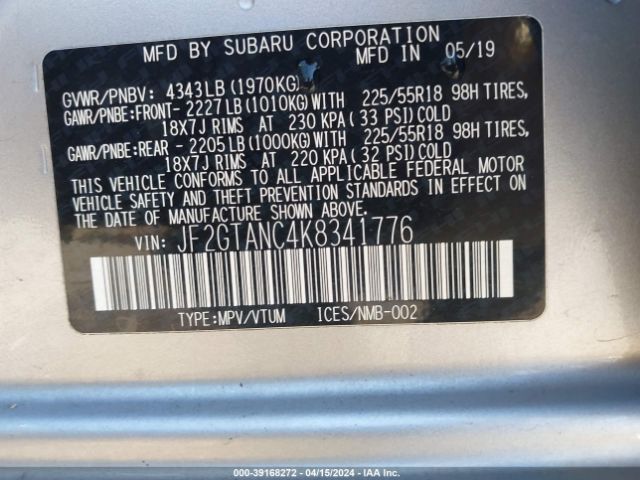 MFD BY SUBARU CORPORATION MFD IN 05/19
GVWR/PNBV: 4343LB(1970KG)
GAWR/PNBE:FRONT-2227LB(1010KG)WITH 225/55R18 98H TIRES,
18X7J RIMS AT 230 KPA(33 PSI)COLD
GAWR/PNBE:REAR -2205LB(1000KG)WITH 225/55R18 98H TIRES,
18X7J RIMS AT 220 KPA(32 PSI)COLD
THIS VEHICLE CONFORMS TO ALL APPLICABLE FEDERAL MOTOR
VEHICLE SAFETY AND THEFT PREVENTION STANDARDS IN EFFECT ON
THE DATE OF MANUFACTURE SHOWN ABOVE.
VIN: JF2GTANC4K8341776
TYPE:MPV/VTUM ICES/NMB-002
000-39168272 - 04/15/2024 - IAA Inc.